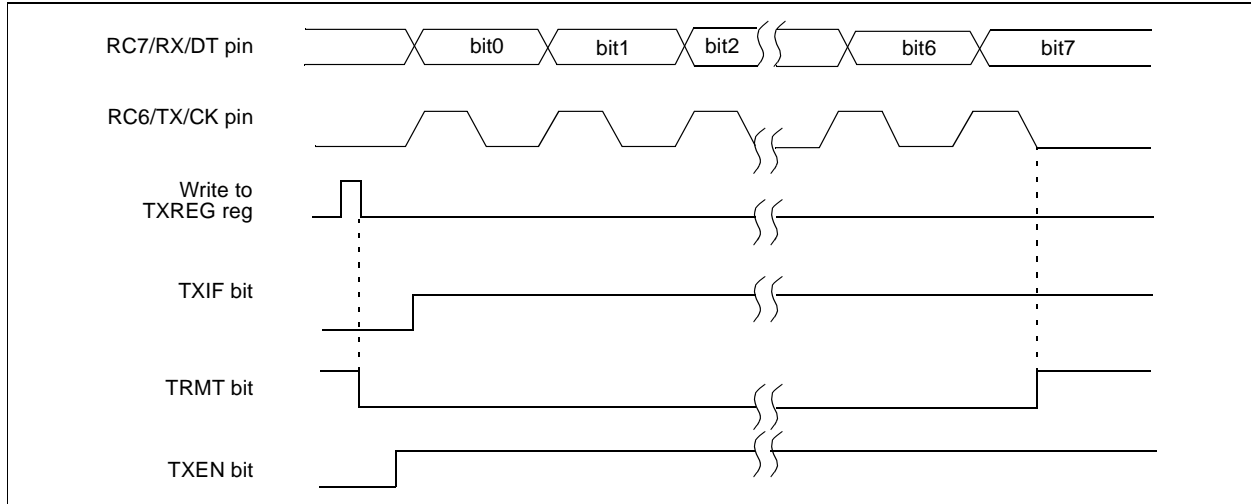 RC7/RX/DT pin
bit0
bit1
bit2
bit6
bit7
RC6/TX/CK pin
Write to
TXREG reg
TXIF bit
TRMT bit
TXEN bit